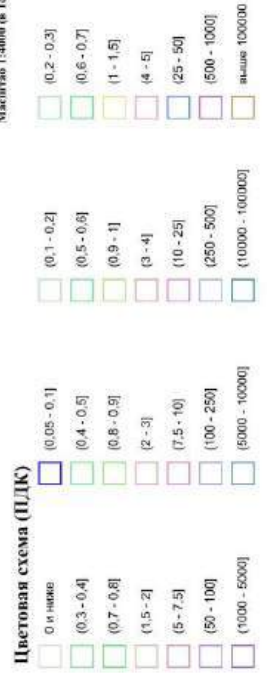 Масштаб 1:4000 (в 1с
Цветовая схема (ПДК)
0 и ниже (0,05 - 0,1] (0,1 - 0,2] (0,2 - 0,3]
(0,3 - 0,4] (0,4 - 0,5] (0,5 - 0,6] (0,6 - 0,7]
(0,7 - 0,8] (0,8 - 0,9] (0,9 - 1] (1 - 1,5]
(1,5 - 2] (2 - 3] (3 - 4] (4 - 5]
(5 - 7,5] (7,5 - 10] (10 - 25] (25 - 50]
(50 - 100] (100 - 250] (250 - 500] (500 - 1000]
(1000 - 5000] (5000 - 10000] (10000 - 100000] выше 100000